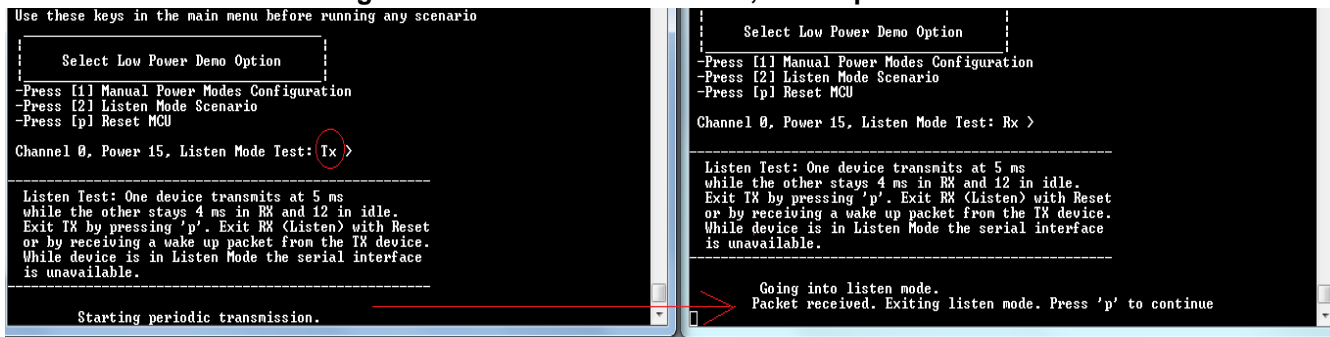 Use these keys in the main menu before running any scenario
Select Low Power Demo Option
-Press [1] Manual Power Modes Configuration
-Press [2] Listen Mode Scenario
-Press [p] Reset MCU
Channel 0, Power 15, Listen Mode Test: Tx >
Listen Test: One device transmits at 5 ms
while the other stays 4 ms in RX and 12 in idle.
Exit TX by pressing 'p'. Exit RX (Listen) with Reset
or by receiving a wake up packet from the TX device.
While device is in Listen Mode the serial interface
is unavailable.
Starting periodic transmission.
Select Low Power Demo Option
-Press [1] Manual Power Modes Configuration
-Press [2] Listen Mode Scenario
-Press [p] Reset MCU
Channel 0, Power 15, Listen Mode Test: Rx >
Listen Test: One device transmits at 5 ms
while the other stays 4 ms in RX and 12 in idle.
Exit TX by pressing 'p'. Exit RX (Listen) with Reset
or by receiving a wake up packet from the TX device.
While device is in Listen Mode the serial interface
is unavailable.
Going into listen mode.
Packet received. Exiting listen mode. Press 'p' to continue